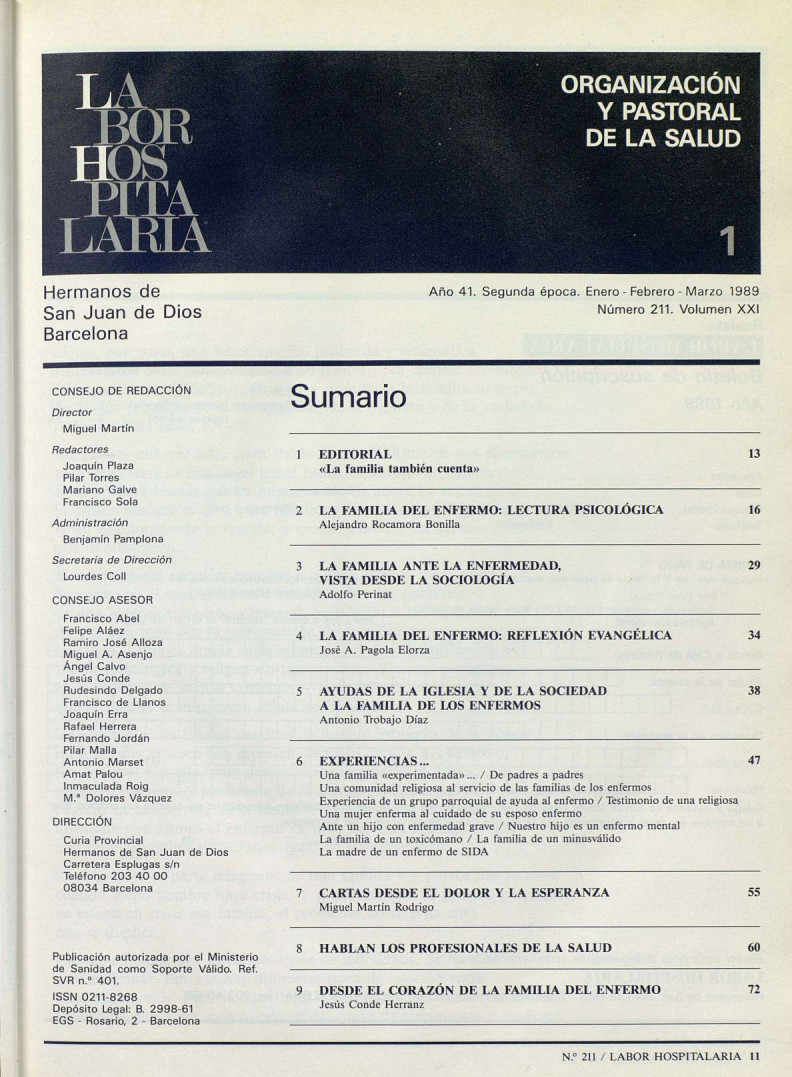 LA
BOR
HOS
PITA
LARIA
ORGANIZACIÓN
Y PASTORAL
DE LA SALUD
1
Hermanos de
San Juan de Dios
Barcelona
Año 41. Segunda época. Enero - Febrero - Marzo 1989
Número 211. Volumen XXI
CONSEJO DE REDACCIÓN
Director
Miguel Martín
Redactores
Joaquín Plaza
Pilar Torres
Mariano Galve
Francisco Sola
Administración
Benjamín Pamplona
Secretaria de Dirección
Lourdes Coll
CONSEJO ASESOR
Francisco Abel
Felipe Aláez
Ramiro José Alloza
Miguel A. Asenjo
Ángel Calvo
Jesús Conde
Rudesindo Delgado
Francisco de Llanos
Joaquín Erra
Rafael Herrera
Fernando Jordán
Pilar Malla
Antonio Marset
Amat Palou
Inmaculada Roig
M.ª Dolores Vázquez
DIRECCIÓN
Curia Provincial
Hermanos de San Juan de Dios
Carretera Esplugas s/n
Teléfono 203 40 00
08034 Barcelona
Publicación autorizada por el Ministerio
de Sanidad como Soporte Válido. Ref.
SVR n.º 401.
ISSN 0211-8268
Depósito Legal: B. 2998-61
EGS - Rosario, 2 - Barcelona
Sumario
1 EDITORIAL 13
«La familia también cuenta»
2 LA FAMILIA DEL ENFERMO: LECTURA PSICOLÓGICA 16
Alejandro Rocamora Bonilla
3 LA FAMILIA ANTE LA ENFERMEDAD, 29
VISTA DESDE LA SOCIOLOGÍA
Adolfo Perinat
4 LA FAMILIA DEL ENFERMO: REFLEXIÓN EVANGÉLICA 34
José A. Pagola Elorza
5 AYUDAS DE LA IGLESIA Y DE LA SOCIEDAD 38
A LA FAMILIA DE LOS ENFERMOS
Antonio Trobajo Díaz
6 EXPERIENCIAS ... 47
Una família «experimentada» ... / De padres a padres
Una comunidad religiosa al servicio de las familias de los enfermos
Experiencia de un grupo parroquial de ayuda al enfermo / Testimonio de una religiosa
Una mujer enferma al cuidado de su esposo enfermo
Ante un hijo con enfermedad grave / Nuestro hijo es un enfermo mental
La familia de un toxicómano / La familia de un minusválido
La madre de un enfermo de SIDA
7 CARTAS DESDE EL DOLOR Y LA ESPERANZA 55
Miguel Martín Rodrigo
8 HABLAN LOS PROFESIONALES DE LA SALUD 60
9 DESDE EL CORAZÓN DE LA FAMILIA DEL ENFERMO 72
Jesús Conde Herranz
N.º 211 / LABOR HOSPITALARIA 11